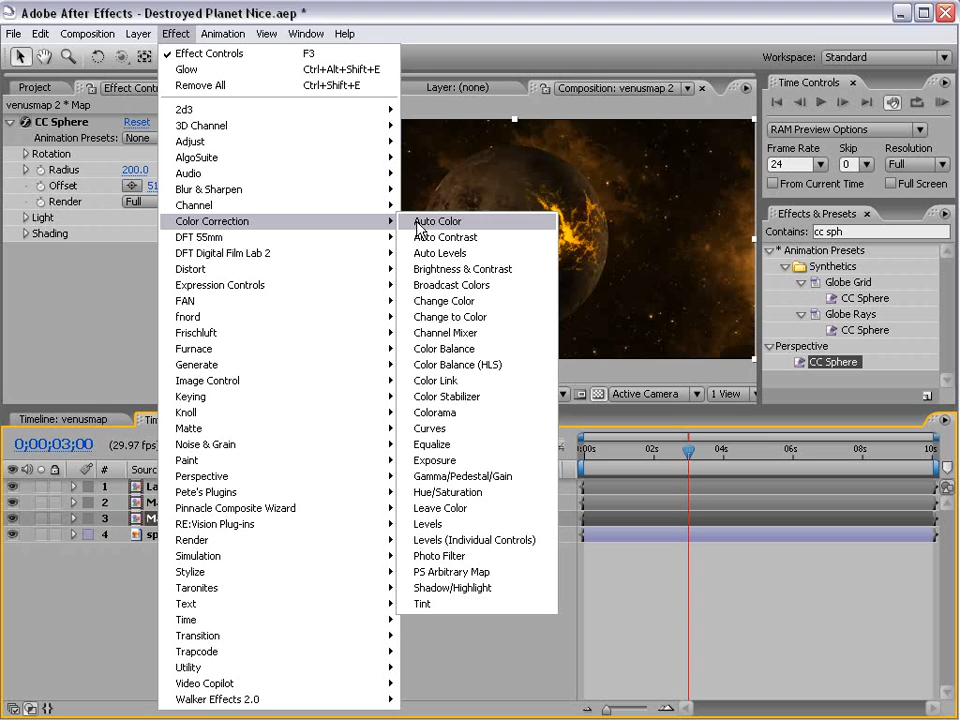 Adobe After Effects - Destroyed Planet Nice.aep *
File Edit Composition Layer Effect Animation View Window Help
Workspace: Standard
Project
Effect Contr
venusmap 2 * Map
CC Sphere Reset
Animation Presets: None
Rotation
Radius 200.0
Offset 51
Render Full
Light
Shading
Effect Controls F3
Glow Ctrl+Alt+Shift+E
Remove All Ctrl+Shift+E
2d3
3D Channel
Adjust
AlgoSuite
Audio
Blur & Sharpen
Channel
Color Correction
DFT 55mm
DFT Digital Film Lab 2
Distort
Expression Controls
FAN
fnord
Frischluft
Furnace
Generate
Image Control
Keying
Knoll
Matte
Noise & Grain
Paint
Perspective
Pete's Plugins
Pinnacle Composite Wizard
RE:Vision Plug-ins
Render
Simulation
Stylize
Taronites
Text
Time
Transition
Trapcode
Utility
Video Copilot
Walker Effects 2.0
Auto Color
Auto Contrast
Auto Levels
Brightness & Contrast
Broadcast Colors
Change Color
Change to Color
Channel Mixer
Color Balance
Color Balance (HLS)
Color Link
Color Stabilizer
Colorama
Curves
Equalize
Exposure
Gamma/Pedestal/Gain
Hue/Saturation
Leave Color
Levels
Levels (Individual Controls)
Photo Filter
PS Arbitrary Map
Shadow/Highlight
Tint
Layer: (none)
Composition: venusmap 2
Active Camera
1 View
Time Controls
RAM Preview Options
Frame Rate Skip Resolution
24 0 Full
From Current Time Full Screen
Effects & Presets
Contains: cc sph
* Animation Presets
Synthetics
Globe Grid
CC Sphere
Globe Rays
CC Sphere
Perspective
CC Sphere
Timeline: venusmap
Tim
0;00;03;00 (29.97 fps)
# Sourc
1 La
2 M
3 Ma
4 sp
:00s 02s 04s 06s 08s 10s